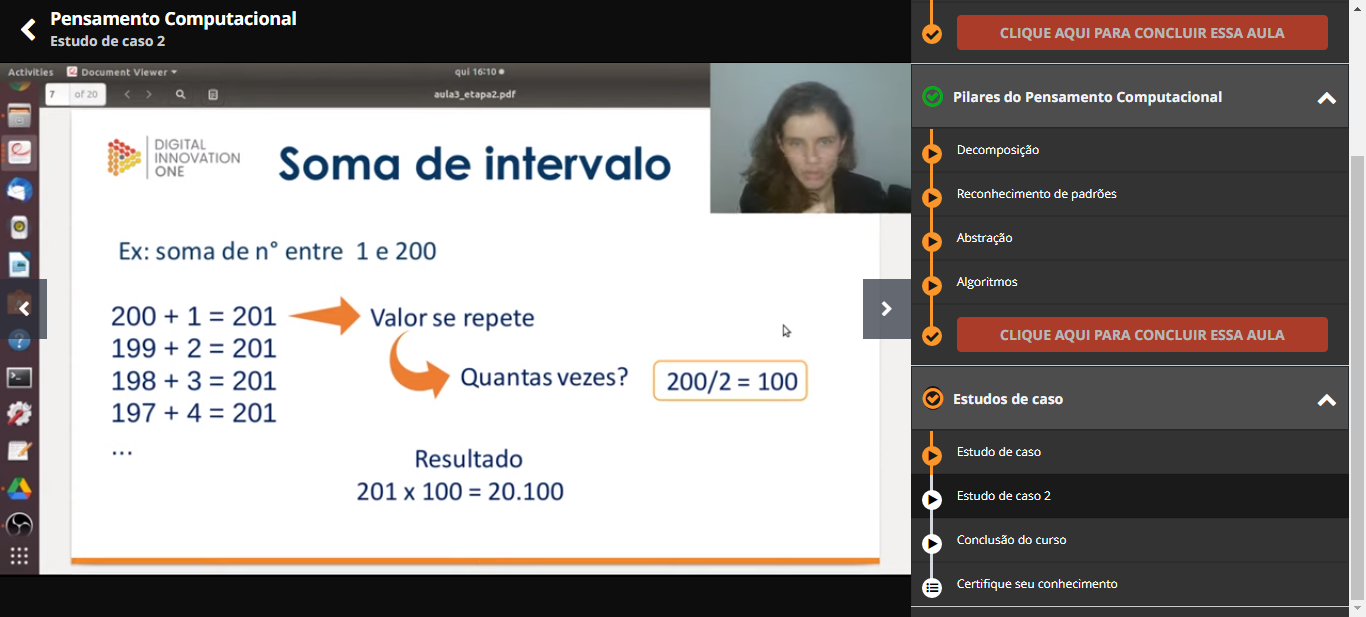 Pensamento Computacional
Estudo de caso 2
Activities Document Viewer qui 16:10
7 of 20 aula3_etapa2.pdf
DIGITAL
INNOVATION
ONE
Soma de intervalo
Ex: soma de n° entre 1 e 200
200 + 1 = 201 Valor se repete
199 + 2 = 201
198 + 3 = 201 Quantas vezes? 200/2 = 100
197 + 4 = 201
...
Resultado
201 x 100 = 20.100
CLIQUE AQUI PARA CONCLUIR ESSA AULA
Pilares do Pensamento Computacional
Decomposição
Reconhecimento de padrões
Abstração
Algoritmos
CLIQUE AQUI PARA CONCLUIR ESSA AULA
Estudos de caso
Estudo de caso
Estudo de caso 2
Conclusão do curso
Certifique seu conhecimento